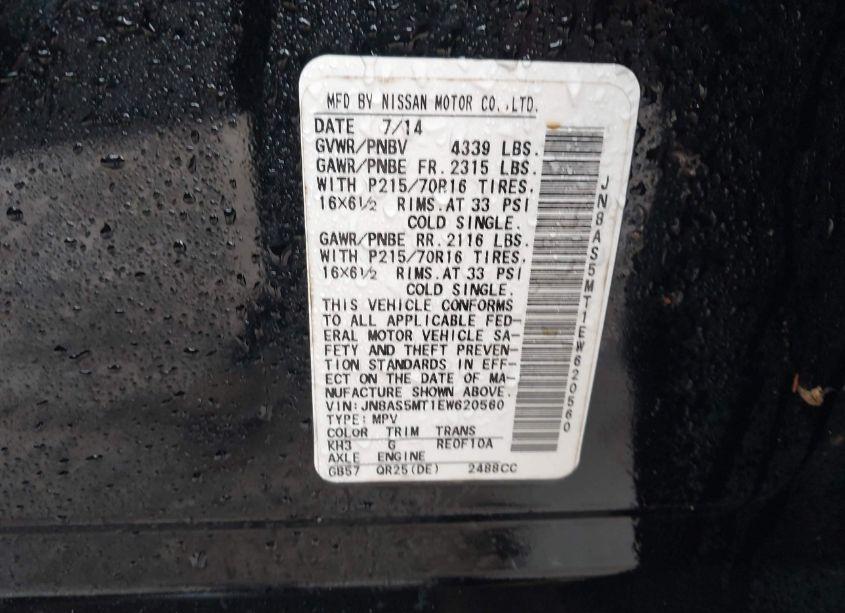 MFD BY NISSAN MOTOR CO.,LTD.
DATE 7/14
GVWR/PNBV 4339 LBS.
GAWR/PNBE FR. 2315 LBS.
WITH P215/70R16 TIRES.
16X6 1/2 RIMS. AT 33 PSI
COLD SINGLE.
GAWR/PNBE RR. 2116 LBS.
WITH P215/70R16 TIRES.
16X6 1/2 RIMS. AT 33 PSI
COLD SINGLE.
THIS VEHICLE CONFORMS
TO ALL APPLICABLE FED-
ERAL MOTOR VEHICLE SA-
FETY AND THEFT PREVEN-
TION STANDARDS IN EFF-
ECT ON THE DATE OF MA-
NUFACTURE SHOWN ABOVE.
VIN: JN8AS5MT1EW620560
TYPE: MPV
COLOR TRIM TRANS
KH3 G RE0F10A
AXLE ENGINE
GB57 QR25(DE) 2488CC
JN8AS5MT1EW620560